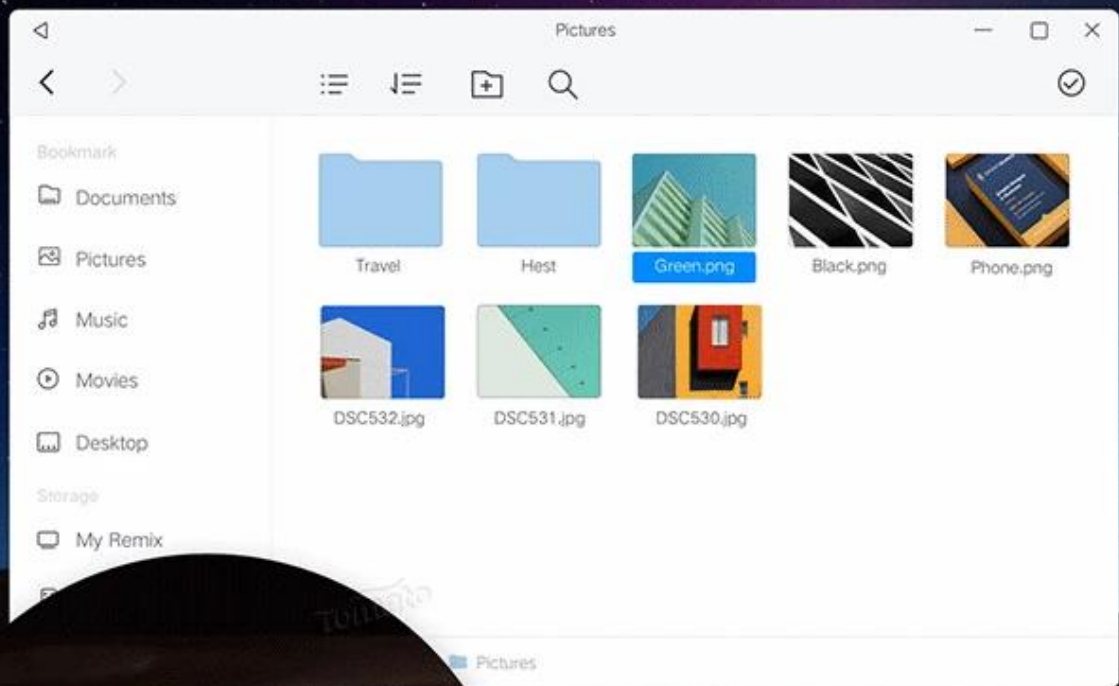 Pictures
Bookmark
Documents
Pictures
Music
Movies
Desktop
Storage
My Remix
Travel
Hest
Green.png
Black.png
Phone.png
DSC532.jpg
DSC531.jpg
DSC530.jpg
Pictures